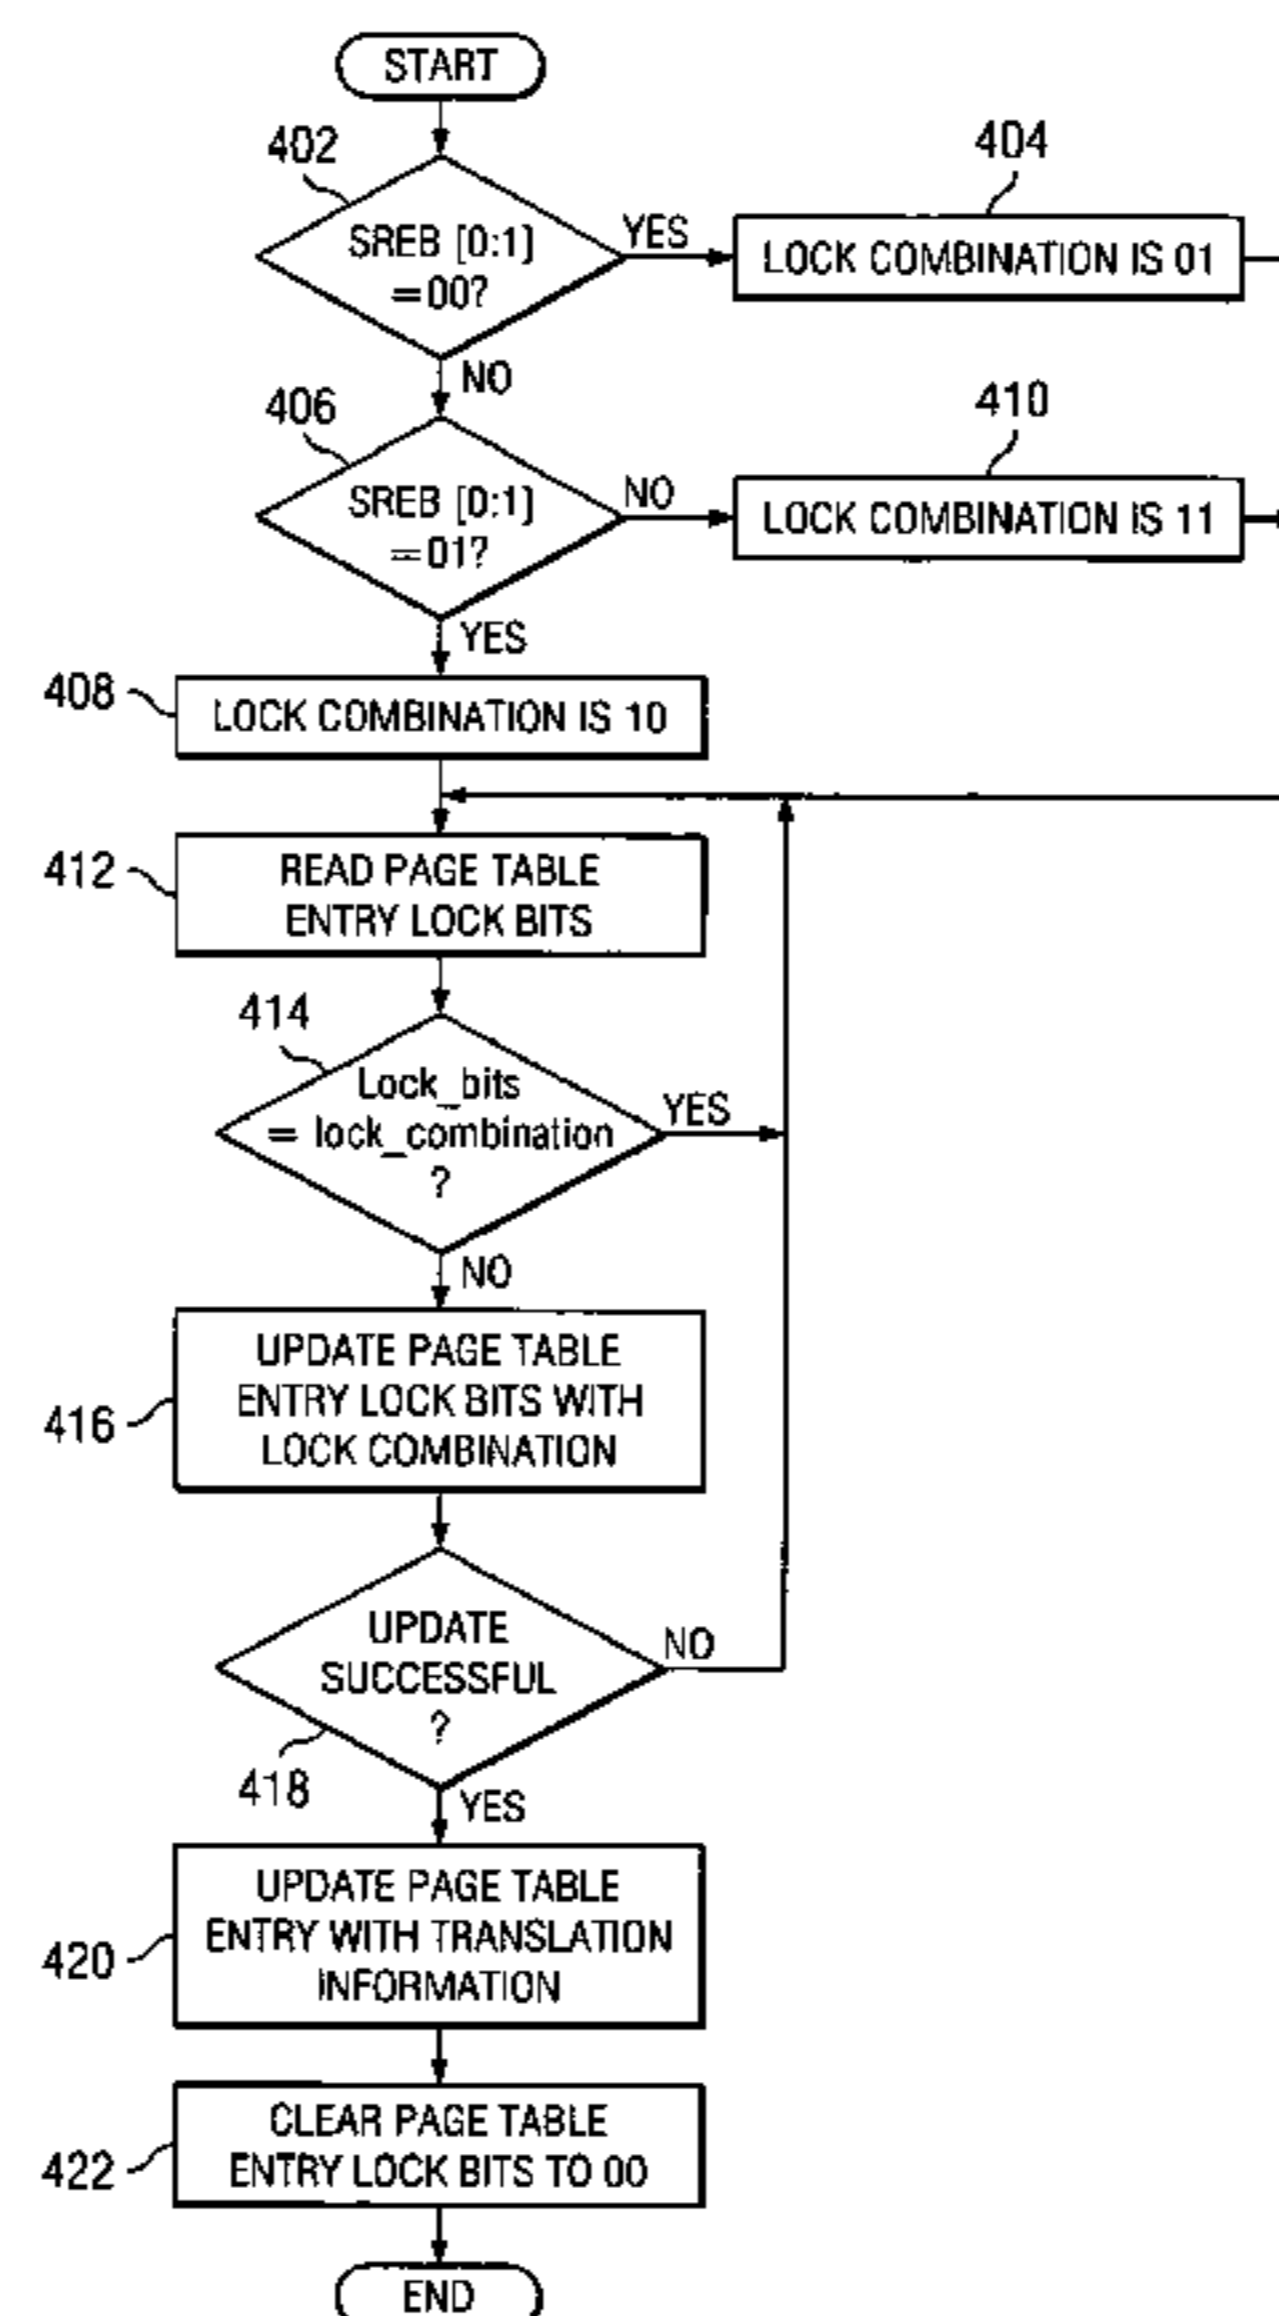 START
402
404
SREB [0:1]
=00?
YES
LOCK COMBINATION IS 01
NO
406
410
SREB [0:1]
=01?
NO
LOCK COMBINATION IS 11
YES
408
LOCK COMBINATION IS 10
412
READ PAGE TABLE
ENTRY LOCK BITS
414
Lock_bits
= lock_combination
?
YES
NO
416
UPDATE PAGE TABLE
ENTRY LOCK BITS WITH
LOCK COMBINATION
UPDATE
SUCCESSFUL
?
NO
418
YES
420
UPDATE PAGE TABLE
ENTRY WITH TRANSLATION
INFORMATION
422
CLEAR PAGE TABLE
ENTRY LOCK BITS TO 00
END